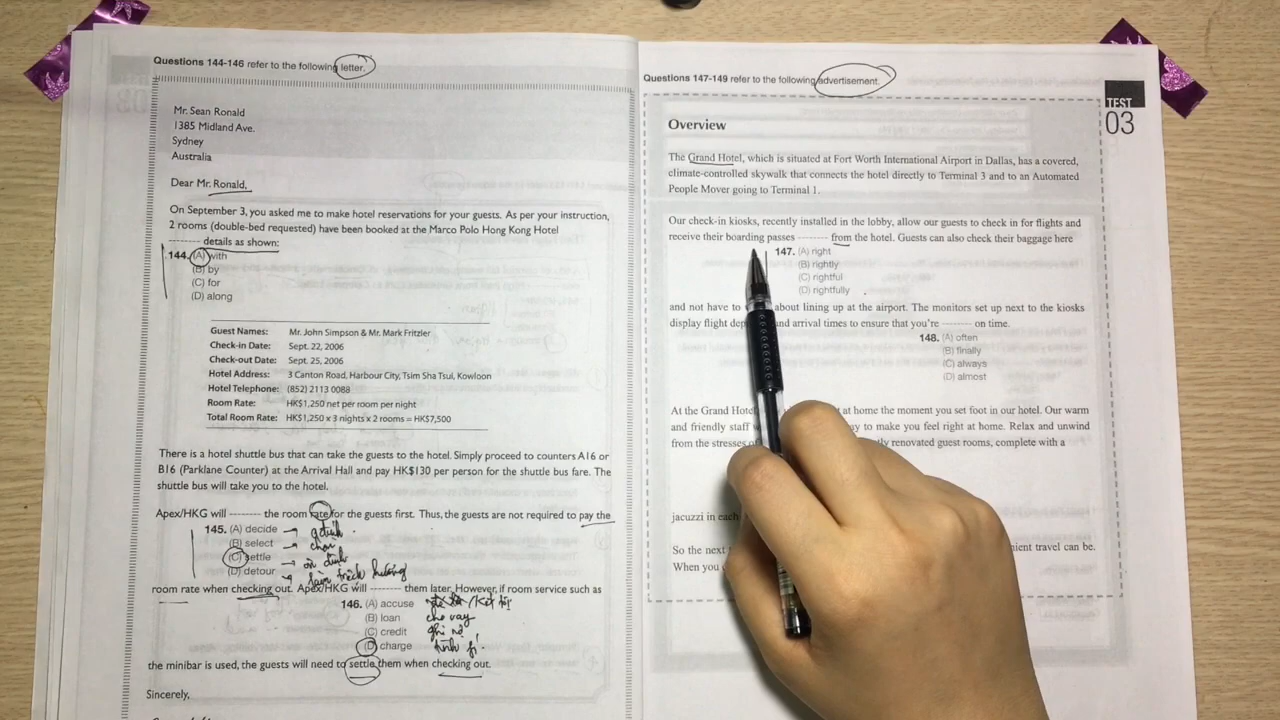 Questions 144-146 refer to the following letter.
Mr. Sean Ronald
1385 Midland Ave.
Sydney
Australia
Dear Mr. Ronald,
On September 3, you asked me to make hotel reservations for your guests. As per your instruction,
2 rooms (double-bed requested) have been booked at the Marco Polo Hong Kong Hotel
-------- details as shown:
144. (A) with
(B) by
(C) for
(D) along
Guest Names: Mr. John Simpson & Mr. Mark Fritzler
Check-in Date: Sept. 22, 2006
Check-out Date: Sept. 25, 2006
Hotel Address: 3 Canton Road, Harbour City, Tsim Sha Tsui, Kowloon
Hotel Telephone: (852) 2113 0088
Room Rate: HK$1,250 net per room per night
Total Room Rate: HK$1,250 x 3 nights x 2 rooms = HK$7,500
There is a hotel shuttle bus that can take the guests to the hotel. Simply proceed to counters A16 or
B16 (Parklane Counter) at the Arrival Hall and pay HK$130 per person for the shuttle bus fare. The
shuttle bus will take you to the hotel.
Apex/HKG will -------- the room rate for the guests first. Thus, the guests are not required to pay the
145. (A) decide
(B) select chọn
(C) settle ổn định
(D) detour
room rate when checking out. Apex/HKG will -------- them later. However, if room service such as
146. (A) accuse
(B) loan cho vay
(C) credit ghi nợ
(D) charge tính phí
the minibar is used, the guests will need to settle them when checking out.
Sincerely,
Questions 147-149 refer to the following advertisement.
TEST
03
Overview
The Grand Hotel, which is situated at Fort Worth International Airport in Dallas, has a covered,
climate-controlled skywalk that connects the hotel directly to Terminal 3 and to an Automated
People Mover going to Terminal 1.
Our check-in kiosks, recently installed in the lobby, allow our guests to check in for flights and
receive their boarding passes -------- from the hotel. Guests can also check their baggage here
147. (A) right
(B) rightly
(C) rightful
(D) rightfully
and not have to about lining up at the airport. The monitors set up next to the kiosks
display flight and arrival times to ensure that you're -------- on time.
148. (A) often
(B) finally
(C) always
(D) almost
At the Grand Hotel at home the moment you set foot in our hotel. Our warm
and friendly staff to make you feel right at home. Relax and unwind
from the stresses renovated guest rooms, complete with a
jacuzzi in each
So the next travel can be.
When you